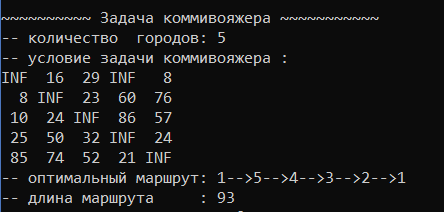 ~~~~~~~~~~ Задача коммивояжера ~~~~~~~~~~~
-- количество  городов: 5
-- условие задачи коммивояжера :
INF  16  29 INF   8
  8 INF  23  60  76
 10  24 INF  86  57
 25  50  32 INF  24
 85  74  52  21 INF
-- оптимальный маршрут: 1-->5-->4-->3-->2-->1
-- длина маршрута     : 93